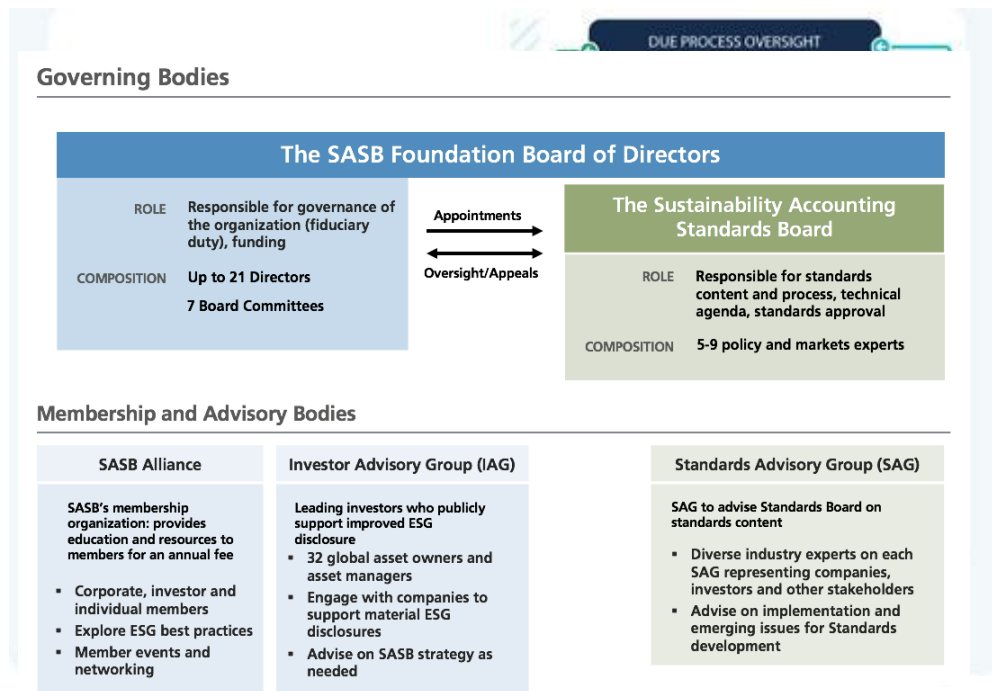 DUE PROCESS OVERSIGHT
Governing Bodies
The SASB Foundation Board of Directors
ROLE
Responsible for governance of
the organization (fiduciary
duty), funding
COMPOSITION
Up to 21 Directors
7 Board Committees
Appointments
Oversight/Appeals
The Sustainability Accounting
Standards Board
ROLE
Responsible for standards
content and process, technical
agenda, standards approval
COMPOSITION
5-9 policy and markets experts
Membership and Advisory Bodies
SASB Alliance
SASB's membership
organization: provides
education and resources to
members for an annual fee
▪ Corporate, investor and
individual members
▪ Explore ESG best practices
▪ Member events and
networking
Investor Advisory Group (IAG)
Leading investors who publicly
support improved ESG
disclosure
▪ 32 global asset owners and
asset managers
▪ Engage with companies to
support material ESG
disclosures
▪ Advise on SASB strategy as
needed
Standards Advisory Group (SAG)
SAG to advise Standards Board on
standards content
▪ Diverse industry experts on each
SAG representing companies,
investors and other stakeholders
▪ Advise on implementation and
emerging issues for Standards
development